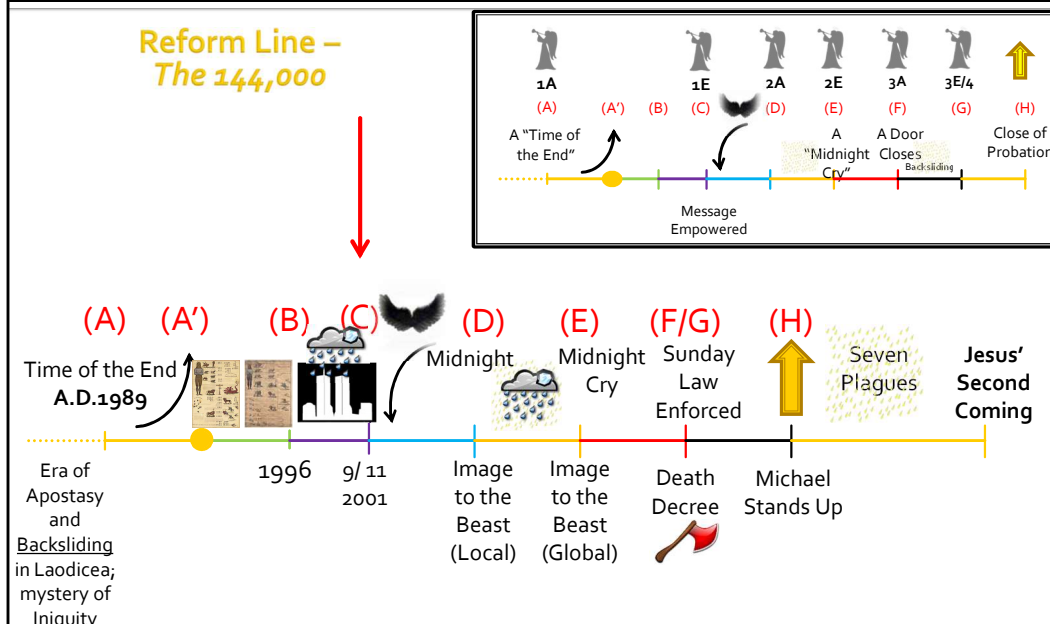 Reform Line –
The 144,000
1A
1E
2A
2E
3A
3E/4
(A)
(A’)
(B)
(C)
(D)
(E)
(F)
(G)
(H)
A “Time of
the End”
A
“Midnight
Cry”
A Door
Closes
Backsliding
Close of
Probation
Message
Empowered
(A)
(A’)
(B)
(C)
(D)
(E)
(F/G)
(H)
Time of the End
A.D.1989
Midnight
Midnight
Cry
Sunday
Law
Enforced
Seven
Plagues
Jesus’
Second
Coming
Era of
Apostasy
and
Backsliding
in Laodicea;
mystery of
Iniquity
1996
9/11
2001
Image
to the
Beast
(Local)
Image
to the
Beast
(Global)
Death
Decree
Michael
Stands Up